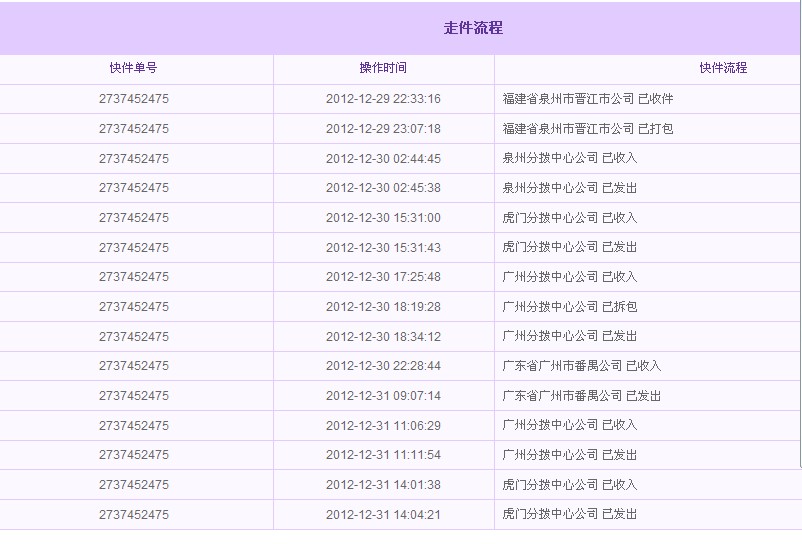 走件流程
快件单号 操作时间 快件流程
2737452475 2012-12-29 22:33:16 福建省泉州市晋江市公司 已收件
2737452475 2012-12-29 23:07:18 福建省泉州市晋江市公司 已打包
2737452475 2012-12-30 02:44:45 泉州分拨中心公司 已收入
2737452475 2012-12-30 02:45:38 泉州分拨中心公司 已发出
2737452475 2012-12-30 15:31:00 虎门分拨中心公司 已收入
2737452475 2012-12-30 15:31:43 虎门分拨中心公司 已发出
2737452475 2012-12-30 17:25:48 广州分拨中心公司 已收入
2737452475 2012-12-30 18:19:28 广州分拨中心公司 已拆包
2737452475 2012-12-30 18:34:12 广州分拨中心公司 已发出
2737452475 2012-12-30 22:28:44 广东省广州市番禺公司 已收入
2737452475 2012-12-31 09:07:14 广东省广州市番禺公司 已发出
2737452475 2012-12-31 11:06:29 广州分拨中心公司 已收入
2737452475 2012-12-31 11:11:54 广州分拨中心公司 已发出
2737452475 2012-12-31 14:01:38 虎门分拨中心公司 已收入
2737452475 2012-12-31 14:04:21 虎门分拨中心公司 已发出